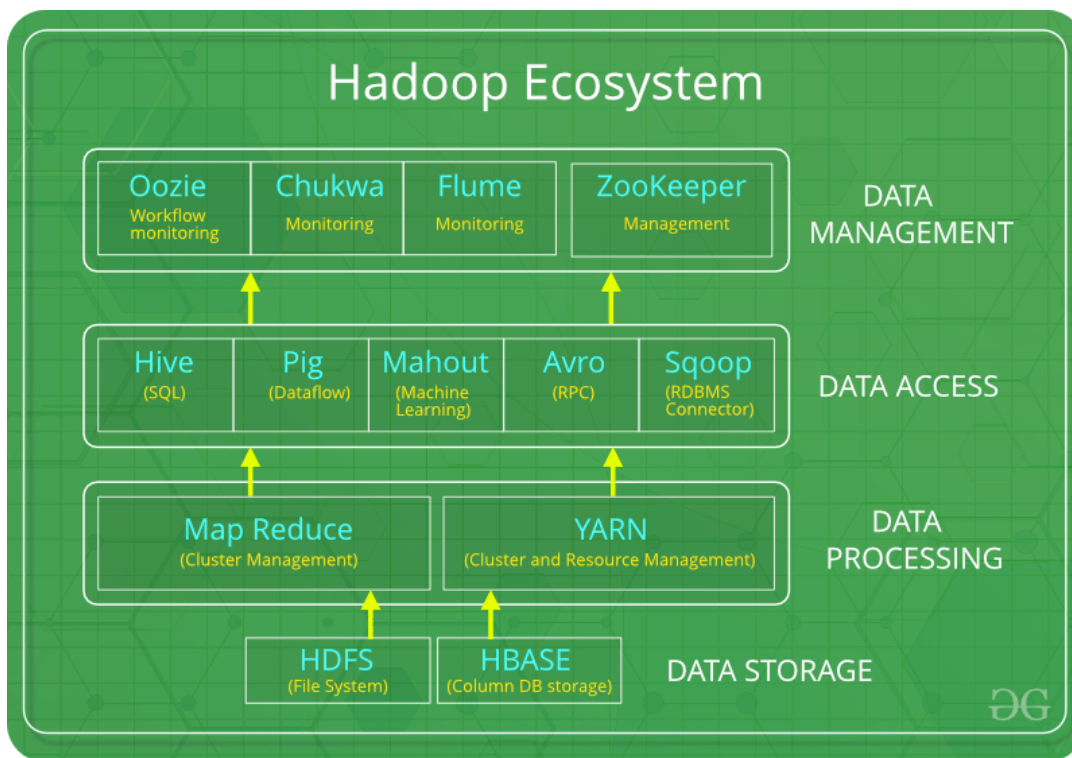 Hadoop Ecosystem
Oozie
Workflow
monitoring
Chukwa
Monitoring
Flume
Monitoring
ZooKeeper
Management
DATA
MANAGEMENT
Hive
(SQL)
Pig
(Dataflow)
Mahout
(Machine
Learning)
Avro
(RPC)
Sqoop
(RDBMS
Connector)
DATA ACCESS
Map Reduce
(Cluster Management)
YARN
(Cluster and Resource Management)
DATA
PROCESSING
HDFS
(File System)
HBASE
(Column DB storage)
DATA STORAGE